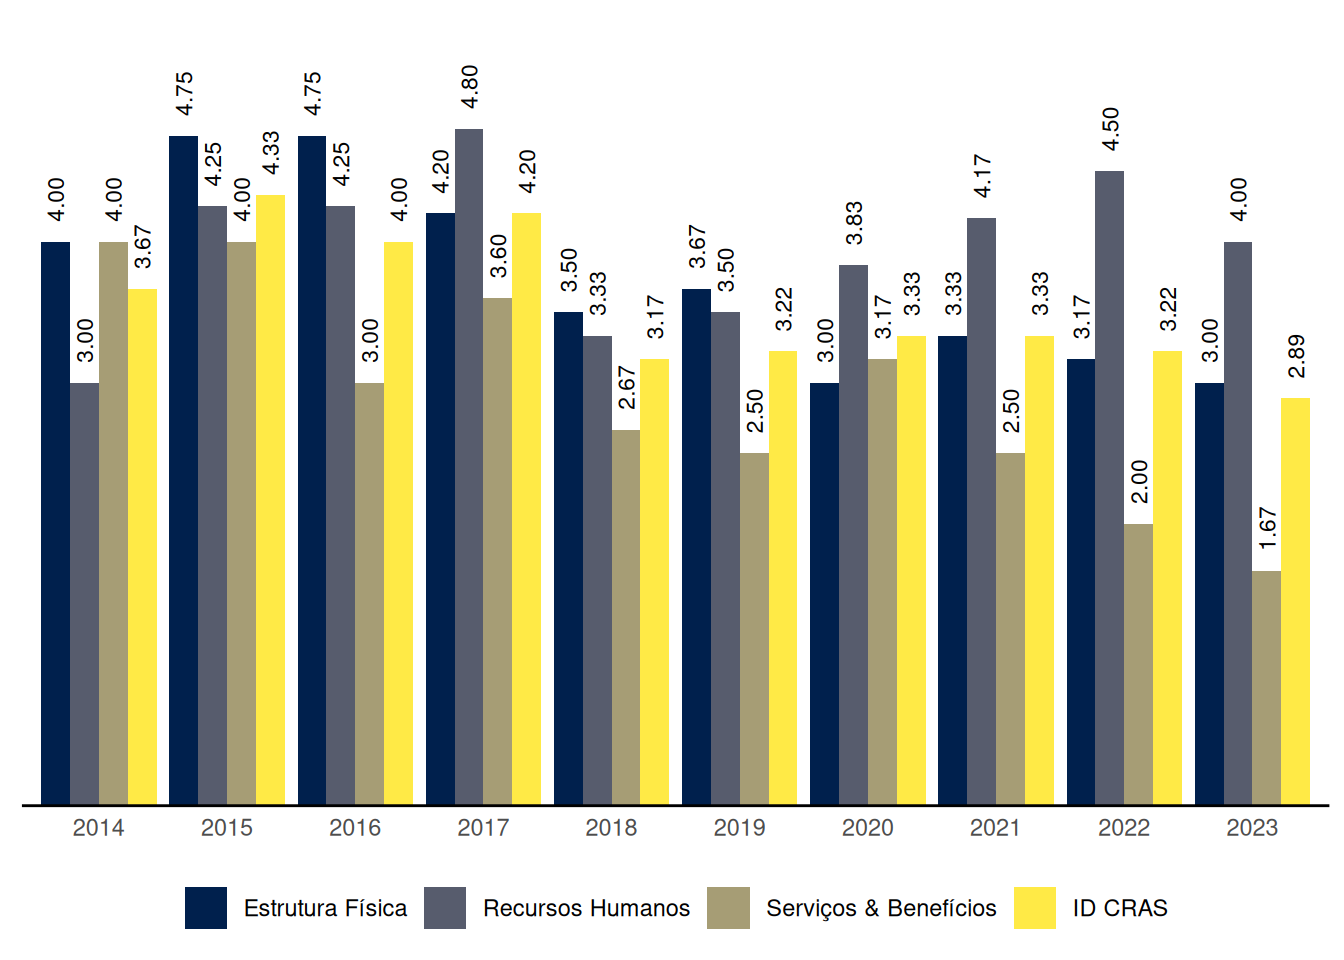 4.00 3.00 4.00 3.67
4.75 4.25 4.00 4.33
4.75 4.25 3.00 4.00
4.20 4.80 3.60 4.20
3.50 3.33 2.67 3.17
3.67 3.50 2.50 3.22
3.00 3.83 3.17 3.33
3.33 4.17 2.50 3.33
3.17 4.50 2.00 3.22
3.00 4.00 1.67 2.89
2014 2015 2016 2017 2018 2019 2020 2021 2022 2023
Estrutura Física Recursos Humanos Serviços & Benefícios ID CRAS